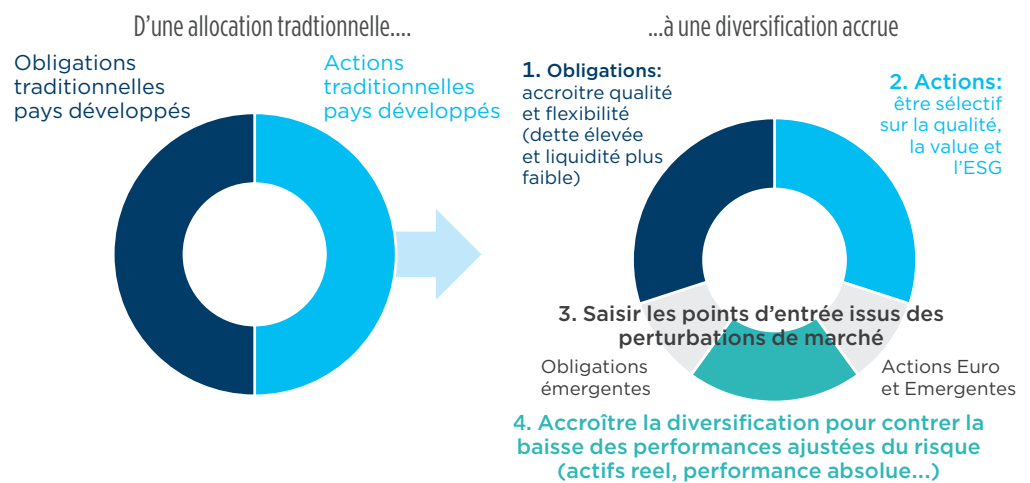 D'une allocation tradtionnelle....
Obligations
traditionnelles
pays développés
Actions
traditionnelles
pays développés
...à une diversification accrue
1. Obligations:
accroitre qualité
et flexibilité
(dette élevée
et liquidité plus
faible)
2. Actions:
être sélectif
sur la qualité,
la value et
l'ESG
3. Saisir les points d'entrée issus des
perturbations de marché
Obligations
émergentes
Actions Euro
et Emergentes
4. Accroître la diversification pour contrer la
baisse des performances ajustées du risque
(actifs reel, performance absolue...)